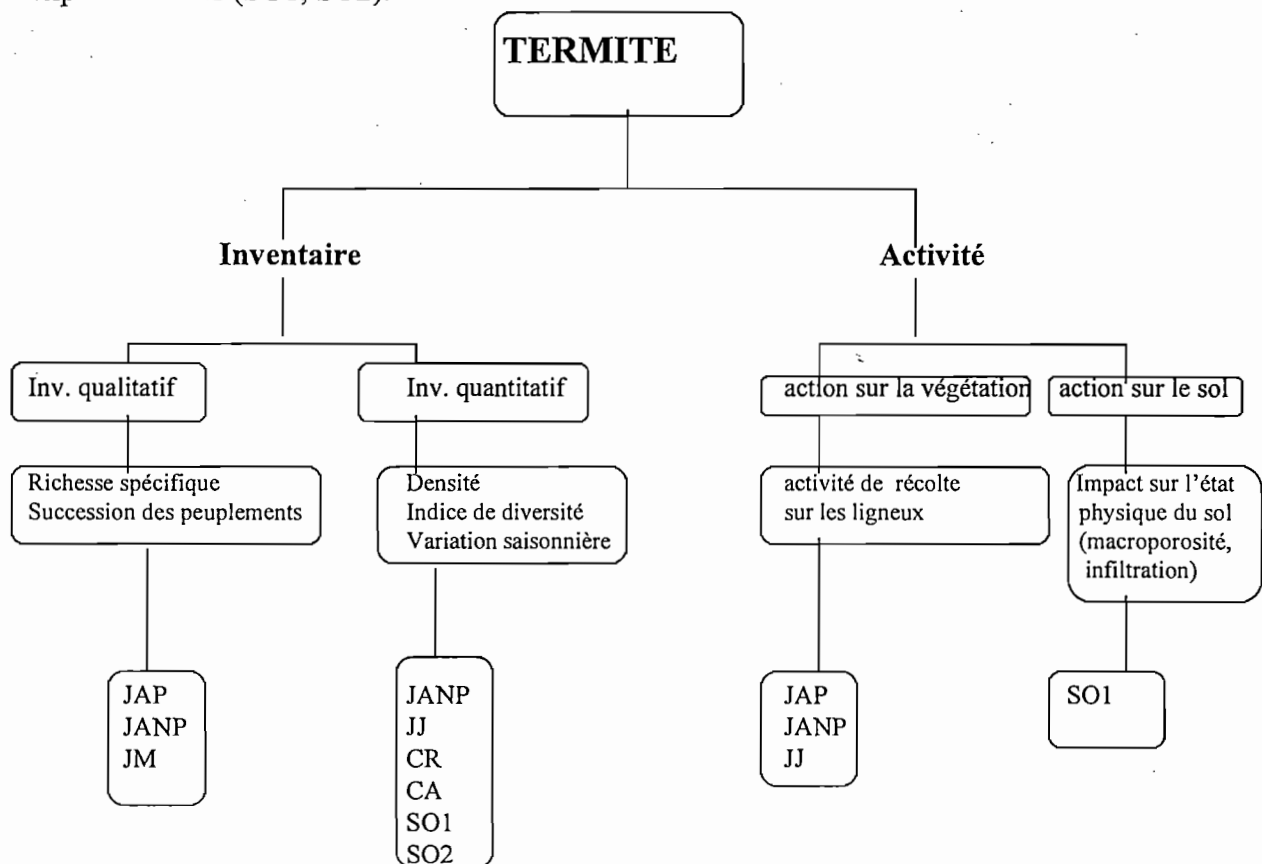 (SO1, SO2).
TERMITE
Inventaire
Activité
Inv. qualitatif
Inv. quantitatif
action sur la végétation
action sur le sol
Richesse spécifique
Succession des peuplements
Densité
Indice de diversité
Variation saisonnière
activité de récolte
sur les ligneux
Impact sur l'état
physique du sol
(macroporosité,
infiltration)
JAP
JANP
JM
JANP
JJ
CR
CA
SO1
SO2
JAP
JANP
JJ
SO1